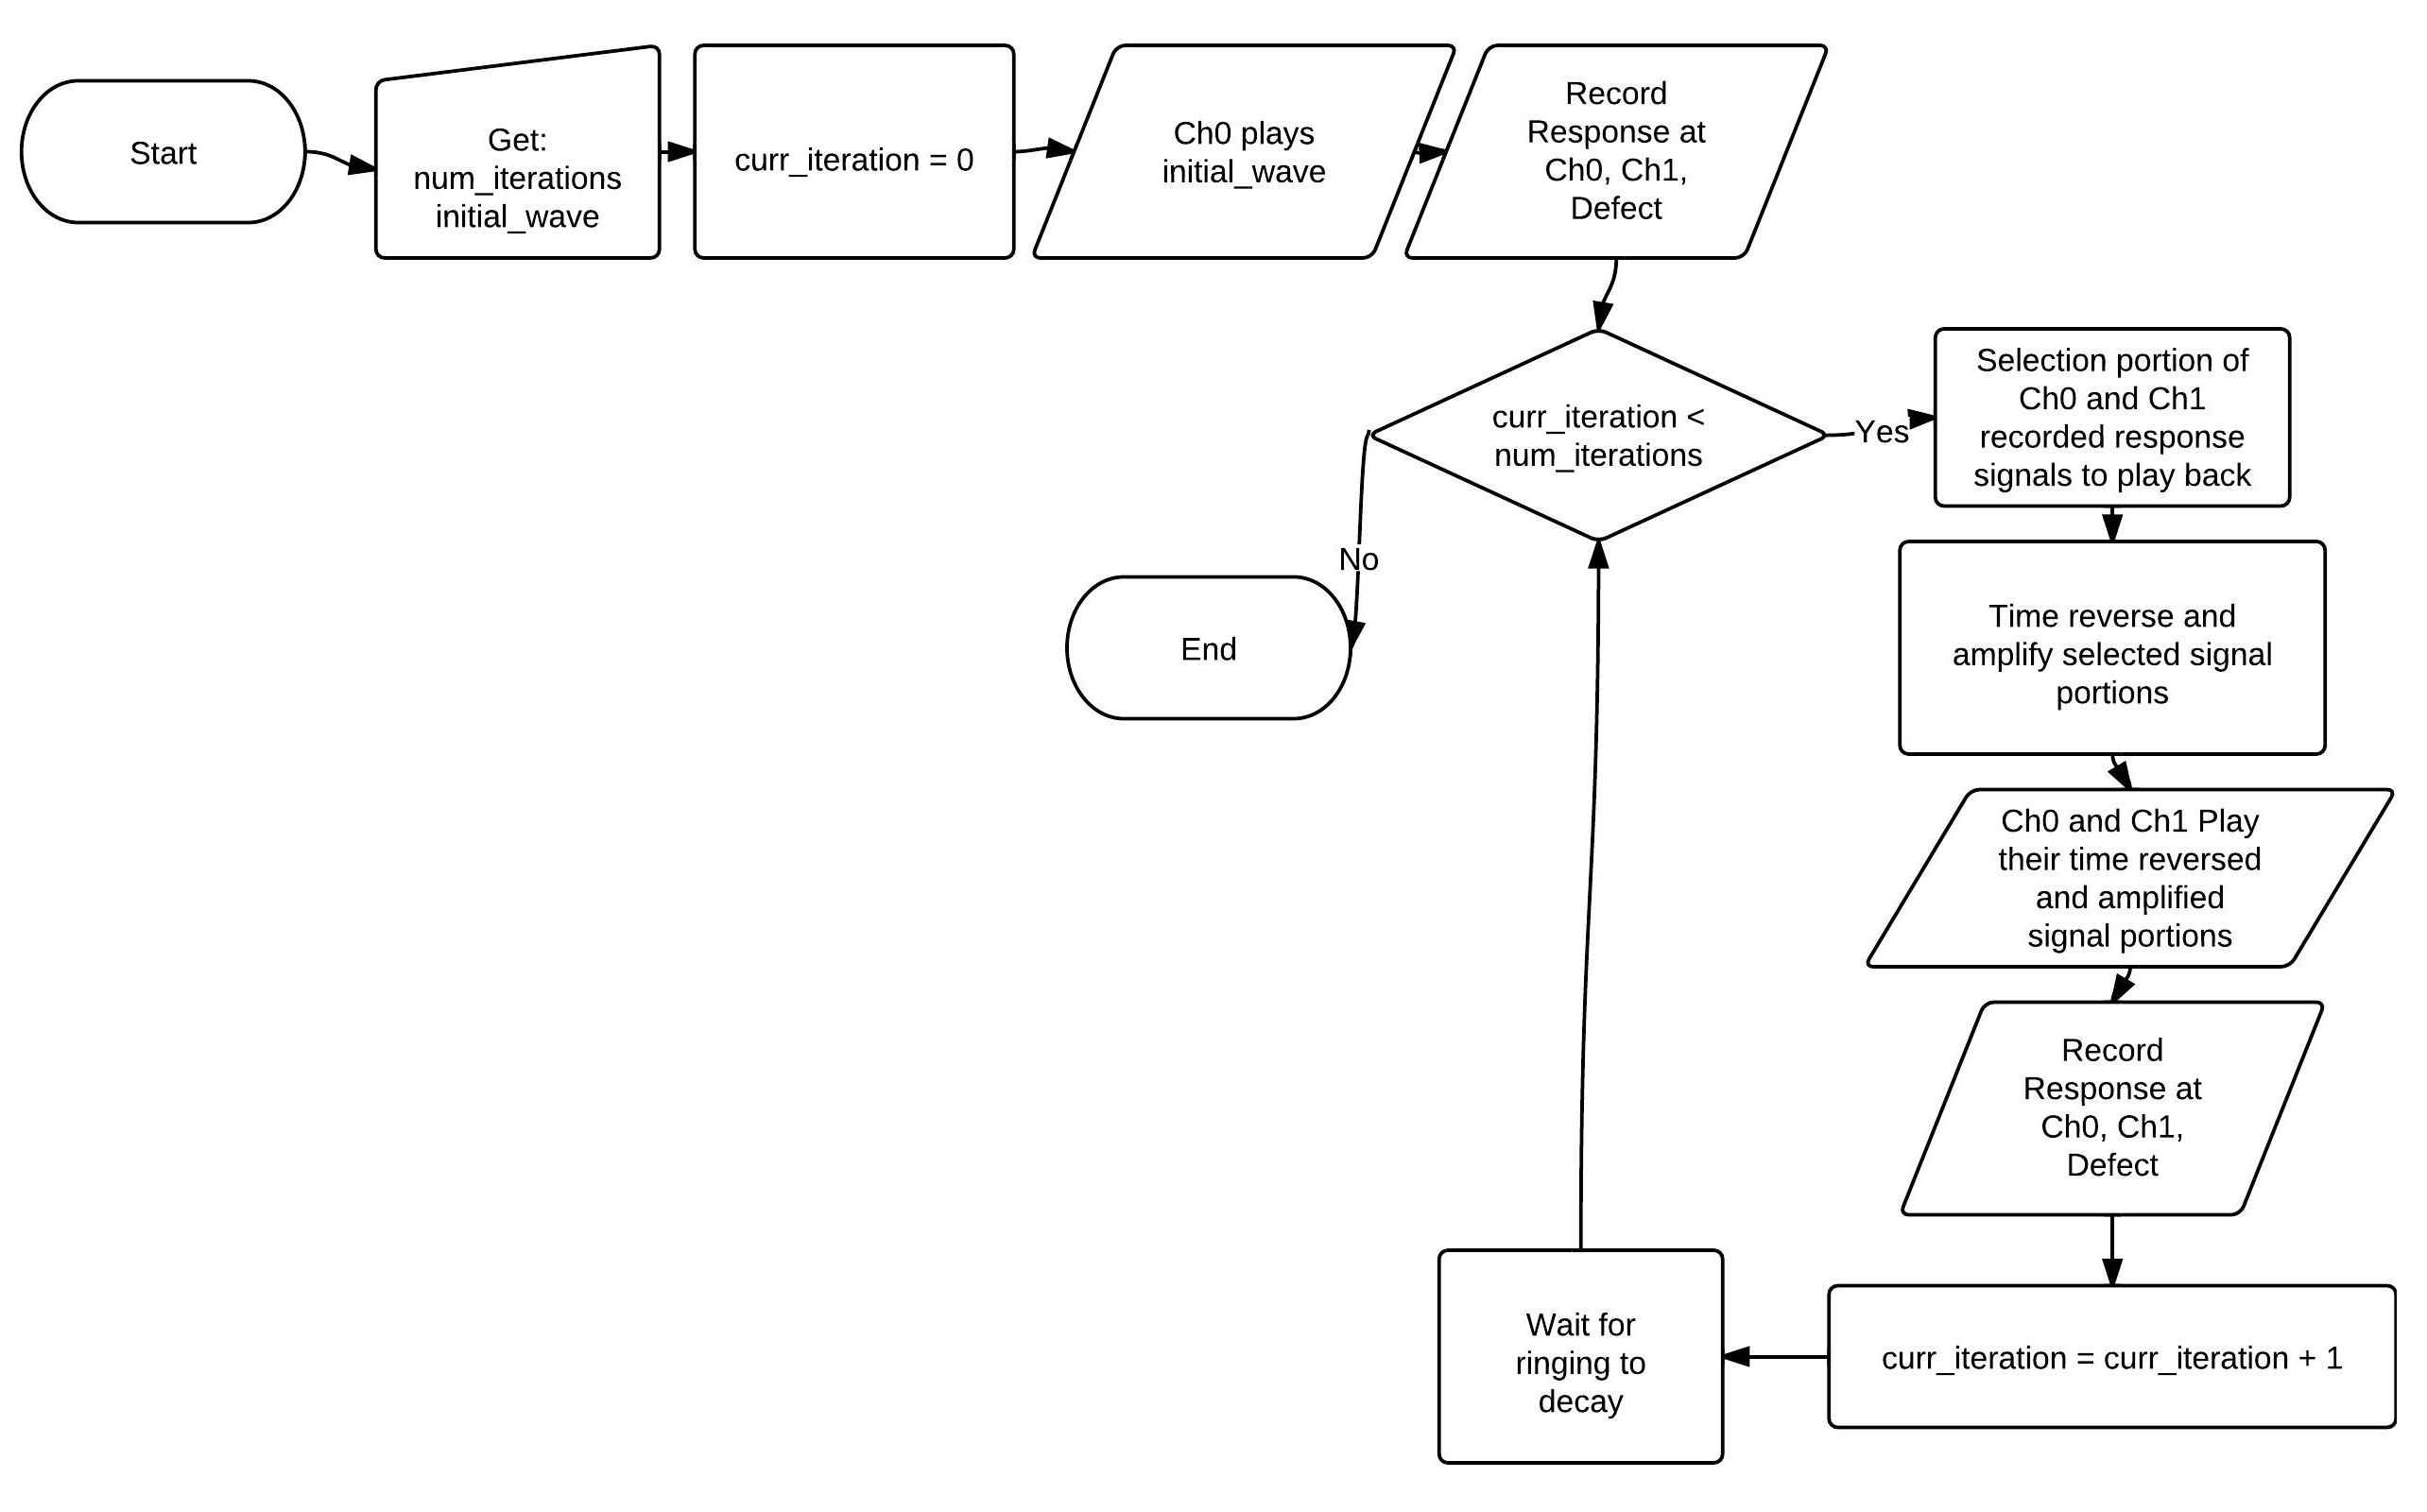 Start
Get:
num_iterations
initial_wave
curr_iteration = 0
Ch0 plays
initial_wave
Record
Response at
Ch0, Ch1,
Defect
curr_iteration <
num_iterations
Yes
No
End
Selection portion of
Ch0 and Ch1
recorded response
signals to play back
Time reverse and
amplify selected signal
portions
Ch0 and Ch1 Play
their time reversed
and amplified
signal portions
Record
Response at
Ch0, Ch1,
Defect
curr_iteration = curr_iteration + 1
Wait for
ringing to
decay